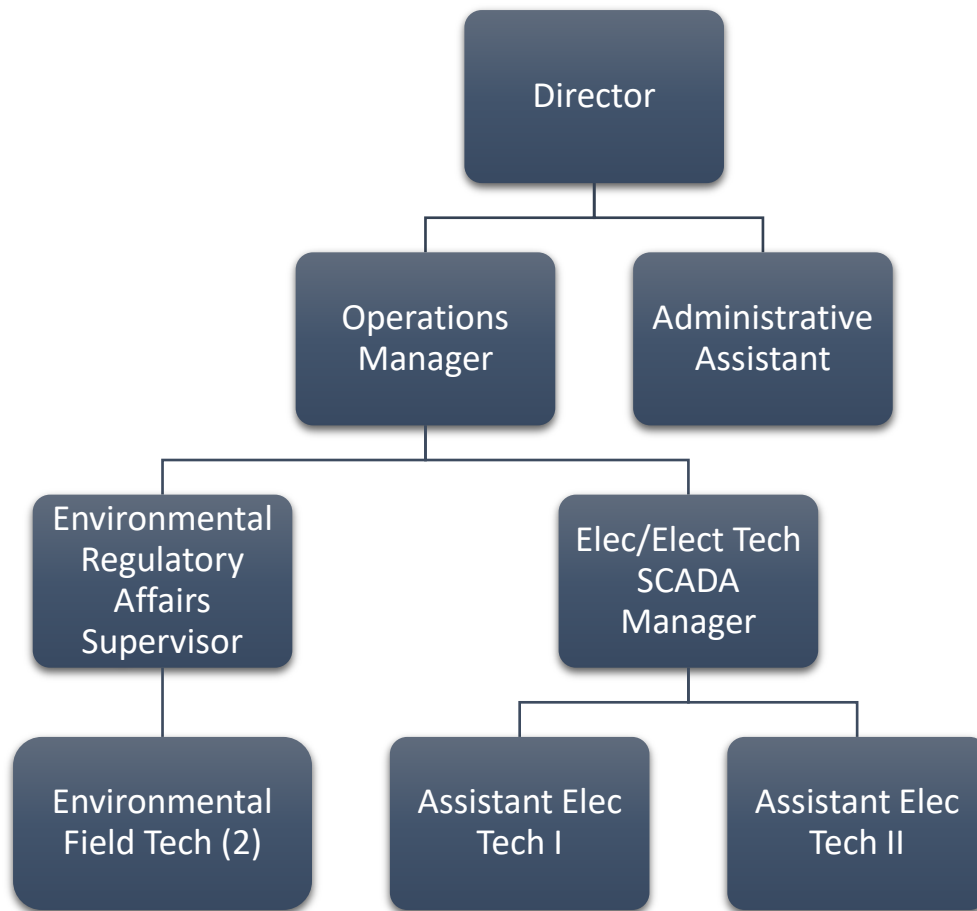 Director
Operations
Manager
Administrative
Assistant
Environmental
Regulatory
Affairs
Supervisor
Elec/Elect Tech
SCADA
Manager
Environmental
Field Tech (2)
Assistant Elec
Tech I
Assistant Elec
Tech II